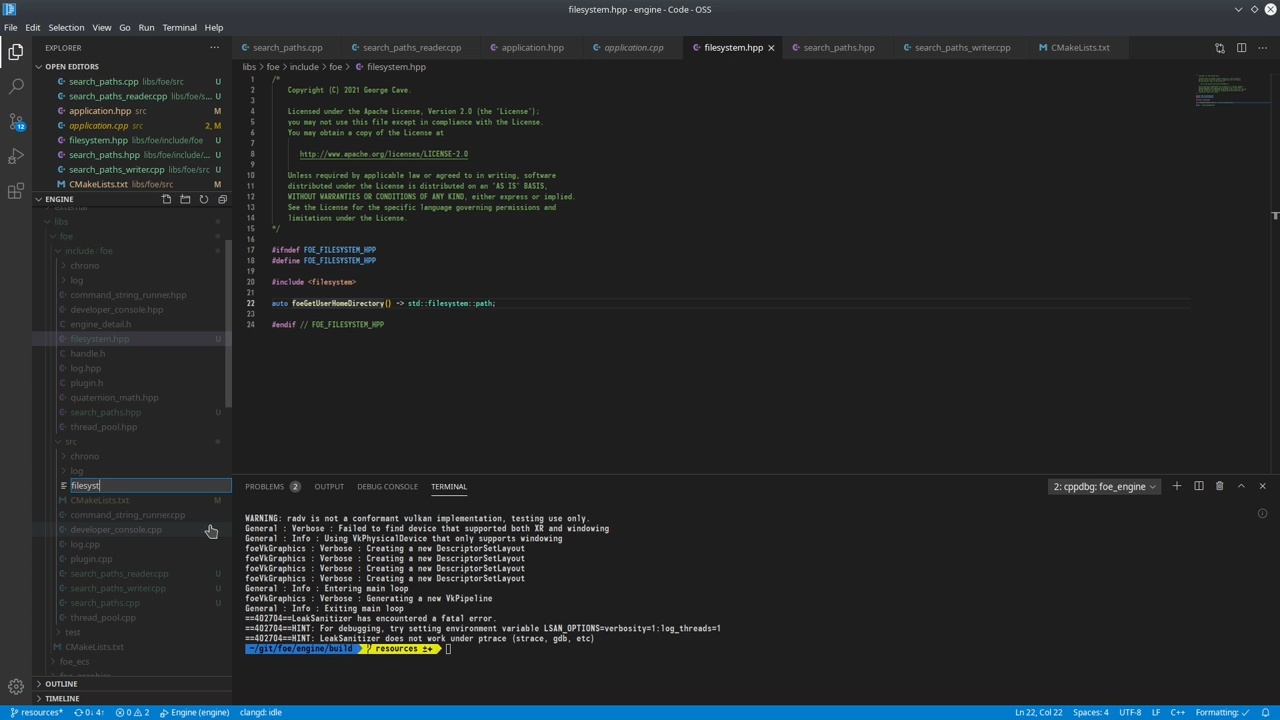 filesystem.hpp - engine - Code - OSS
File Edit Selection View Go Run Terminal Help
EXPLORER
OPEN EDITORS
search_paths.cpp libs/foe/src U
search_paths_reader.cpp libs/foe/s... U
application.hpp src M
application.cpp src 2, M
filesystem.hpp libs/foe/include/foe U
search_paths.hpp libs/foe/include/... U
search_paths_writer.cpp libs/foe/src U
CMakeLists.txt libs/foe/src M
ENGINE
libs
foe
include/foe
chrono
log
command_string_runner.hpp
developer_console.hpp
engine_detail.h
filesystem.hpp U
handle.h
log.hpp
plugin.h
quaternion_math.hpp
search_paths.hpp U
thread_pool.hpp
src
chrono
log
filesyst
CMakeLists.txt M
command_string_runner.cpp
developer_console.cpp
log.cpp
plugin.cpp
search_paths_reader.cpp U
search_paths_writer.cpp U
search_paths.cpp U
thread_pool.cpp
test
CMakeLists.txt
foe_ecs
OUTLINE
TIMELINE
12
search_paths.cpp search_paths_reader.cpp application.hpp application.cpp filesystem.hpp search_paths.hpp search_paths_writer.cpp CMakeLists.txt
libs > foe > include > foe > filesystem.hpp
1 /*
2 Copyright (C) 2021 George Cave.
3
4 Licensed under the Apache License, Version 2.0 (the "License");
5 you may not use this file except in compliance with the License.
6 You may obtain a copy of the License at
7
8 http://www.apache.org/licenses/LICENSE-2.0
9
10 Unless required by applicable law or agreed to in writing, software
11 distributed under the License is distributed on an "AS IS" BASIS,
12 WITHOUT WARRANTIES OR CONDITIONS OF ANY KIND, either express or implied.
13 See the License for the specific language governing permissions and
14 limitations under the License.
15 */
16
17 #ifndef FOE_FILESYSTEM_HPP
18 #define FOE_FILESYSTEM_HPP
19
20 #include <filesystem>
21
22 auto foeGetUserHomeDirectory() -> std::filesystem::path;
23
24 #endif // FOE_FILESYSTEM_HPP
PROBLEMS 2 OUTPUT DEBUG CONSOLE TERMINAL 2: cppdbg: foe_engine
WARNING: radv is not a conformant vulkan implementation, testing use only.
General : Verbose : Failed to find device that supported both XR and windowing
General : Info : Using VkPhysicalDevice that only supports windowing
foeVkGraphics : Verbose : Creating a new DescriptorSetLayout
foeVkGraphics : Verbose : Creating a new DescriptorSetLayout
foeVkGraphics : Verbose : Creating a new DescriptorSetLayout
foeVkGraphics : Verbose : Creating a new DescriptorSetLayout
General : Info : Entering main loop
foeVkGraphics : Verbose : Generating a new VkPipeline
General : Info : Exiting main loop
==402704==LeakSanitizer has encountered a fatal error.
==402704==HINT: For debugging, try setting environment variable LSAN_OPTIONS=verbosity=1:log_threads=1
==402704==HINT: LeakSanitizer does not work under ptrace (strace, gdb, etc)
~/git/foe/engine/build resources ±+
resources* 0↓ 4↑ 0 2 Engine (engine) clangd: idle Ln 22, Col 22 Spaces: 4 UTF-8 LF C++ Formatting: ✓